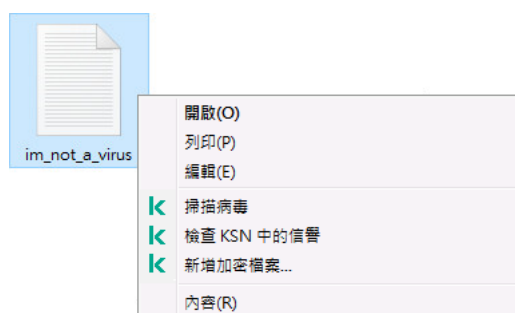 im_not_a_virus
開啟(O)
列印(P)
編輯(E)
掃描病毒
檢查 KSN 中的信譽
新增加密檔案...
內容(R)